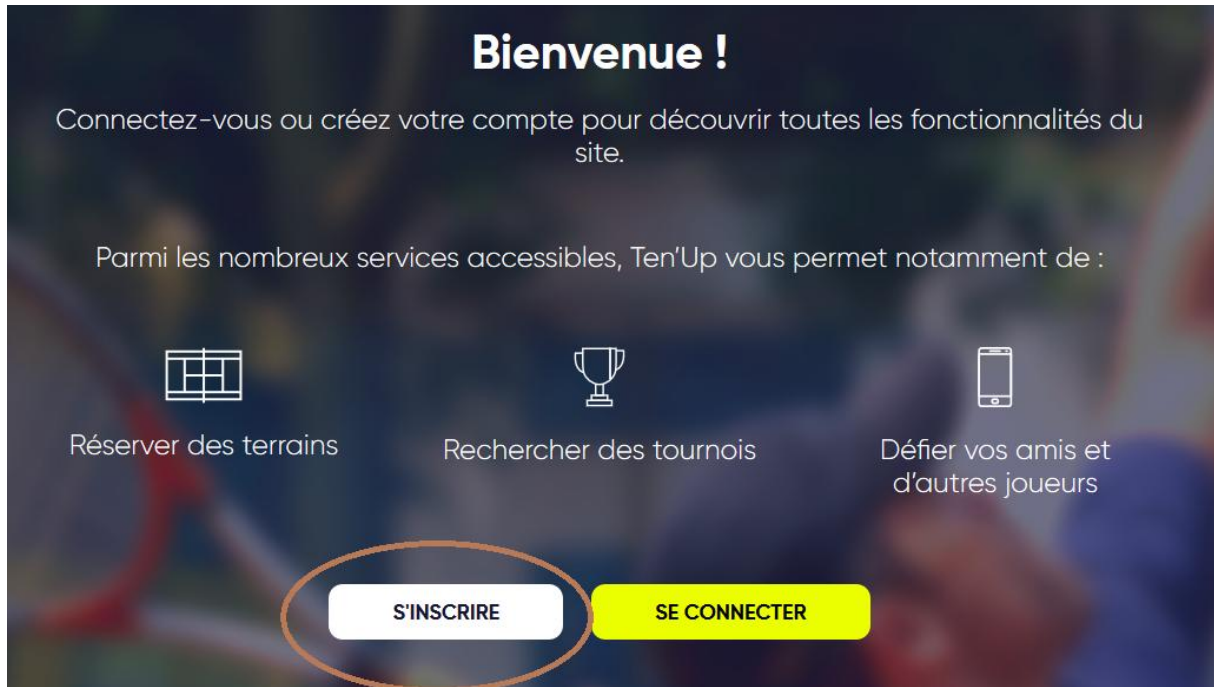 Bienvenue !
Connectez-vous ou créez votre compte pour découvrir toutes les fonctionnalités du
site.
Parmi les nombreux services accessibles, Ten'Up vous permet notamment de :
Réserver des terrains
Rechercher des tournois
Défier vos amis et
d'autres joueurs
S'INSCRIRE
SE CONNECTER